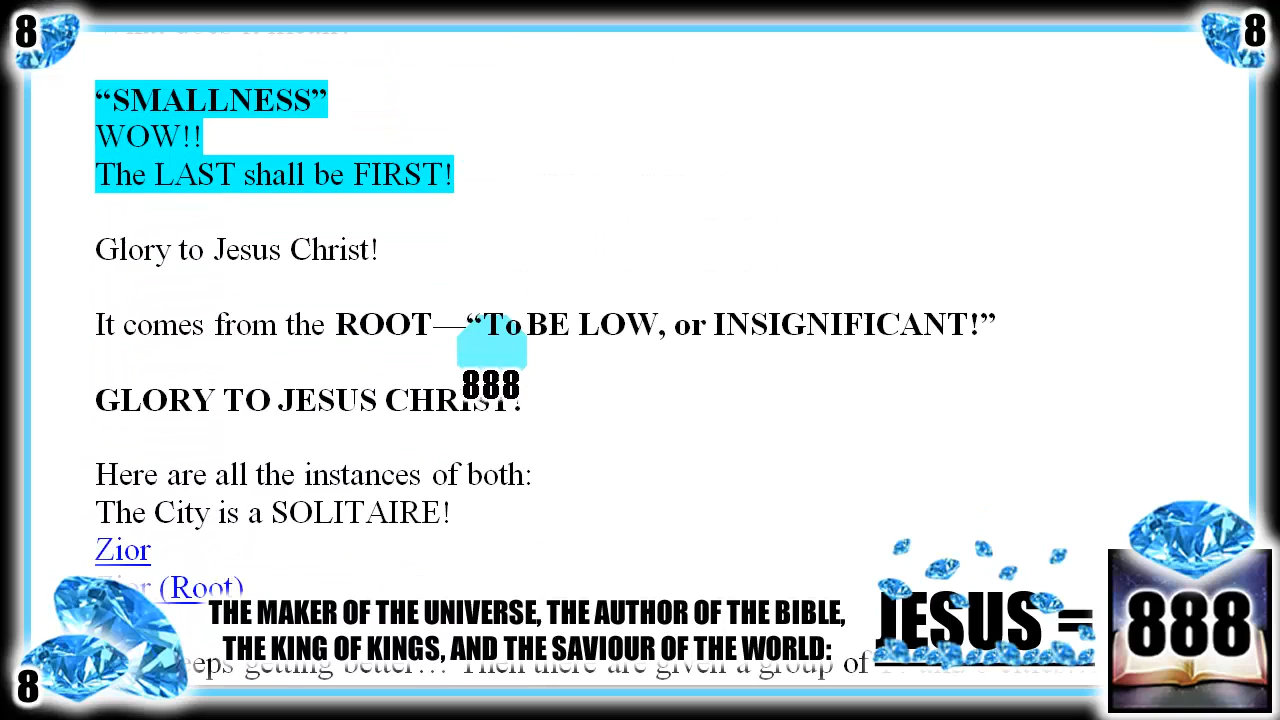 8
8
“SMALLNESS”
WOW!!
The LAST shall be FIRST!
Glory to Jesus Christ!
It comes from the ROOT—“To BE LOW, or INSIGNIFICANT!”
888
GLORY TO JESUS CHRIST!
Here are all the instances of both:
The City is a SOLITAIRE!
Zior
(Root)
THE MAKER OF THE UNIVERSE, THE AUTHOR OF THE BIBLE,
THE KING OF KINGS, AND THE SAVIOUR OF THE WORLD:
JESUS =
888
getting better… Then there are given a group of
8